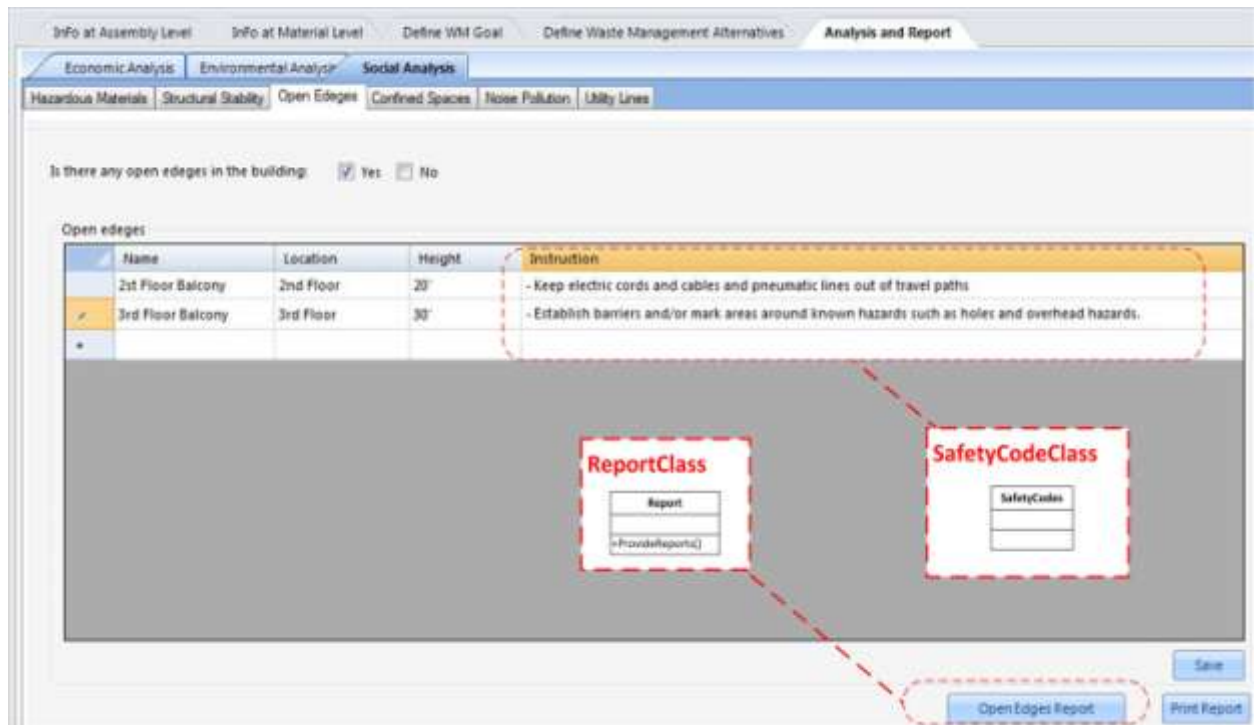 InFo at Assembly Level InFo at Material Level Define WM Goal Define Waste Management Alternatives Analysis and Report
Economic Analysis Environmental Analysis Social Analysis
Hazardous Materials Structural Stability Open Edeges Confined Spaces Noise Pollution Utility Lines
Is there any open edeges in the building: Yes No
Open edeges
Name Location Height Instruction
2st Floor Balcony 2nd Floor 20' - Keep electric cords and cables and pneumatic lines out of travel paths
3rd Floor Balcony 3rd Floor 30' - Establish barriers and/or mark areas around known hazards such as holes and overhead hazards.
ReportClass
Report
+ProvideReports()
SafetyCodeClass
SafetyCodes
Save
Open Edges Report Print Report